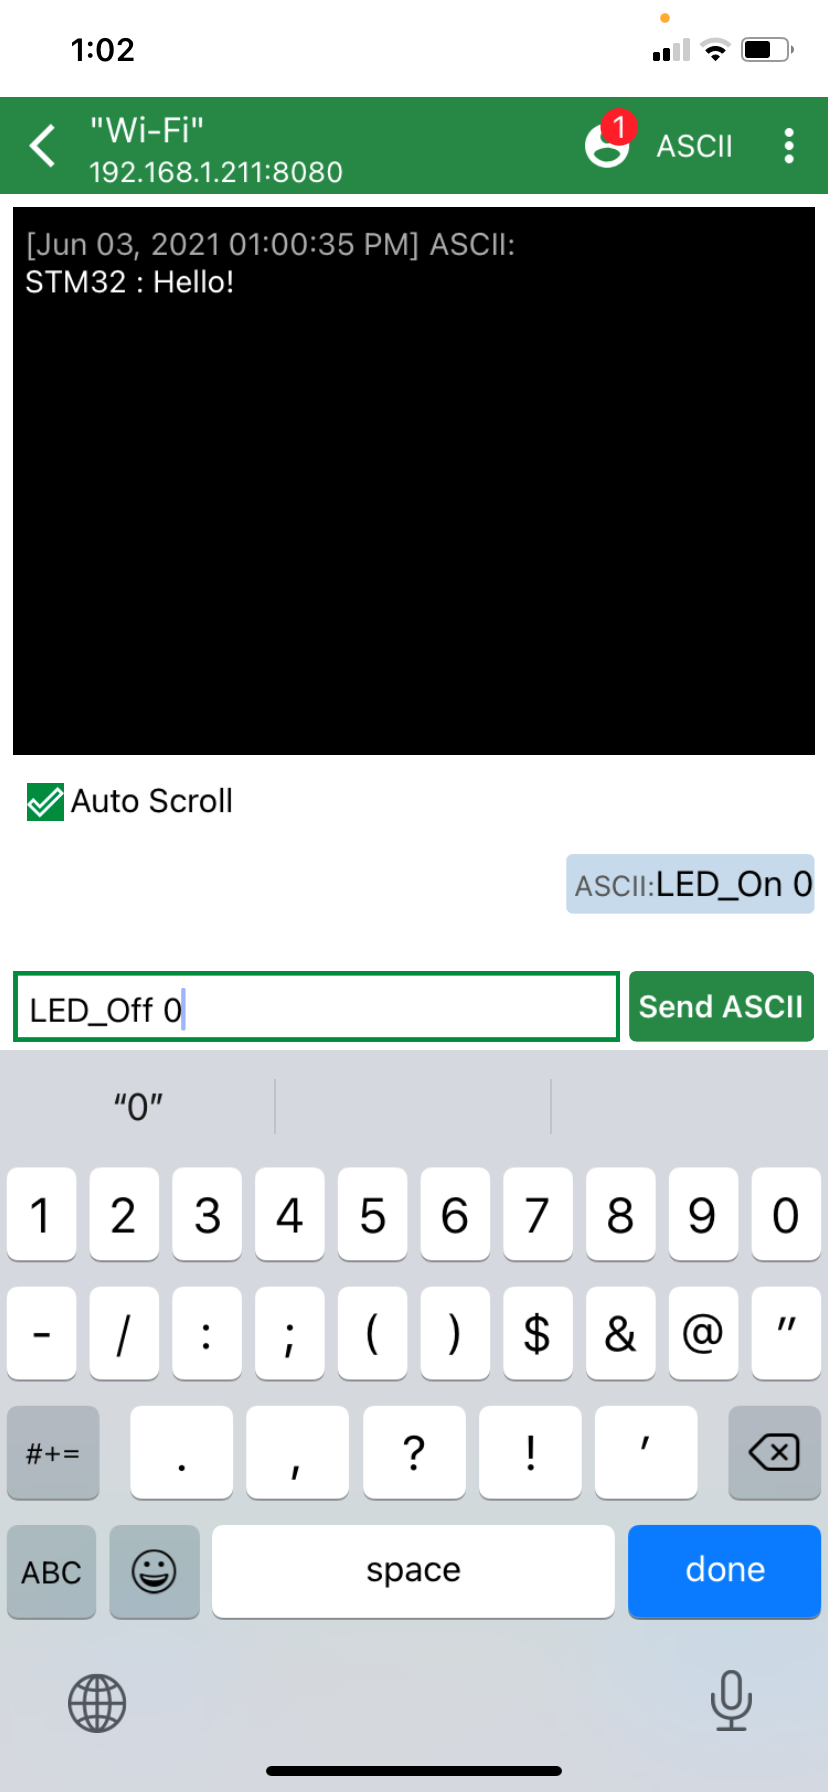 1:02
"Wi-Fi"
192.168.1.211:8080
1
ASCII
[Jun 03, 2021 01:00:35 PM] ASCII:
STM32 : Hello!
Auto Scroll
ASCII:LED_On 0
LED_Off 0
Send ASCII
“0”
1 2 3 4 5 6 7 8 9 0
- / : ; ( ) $ & @ "
#+= . , ? ! '
ABC space done